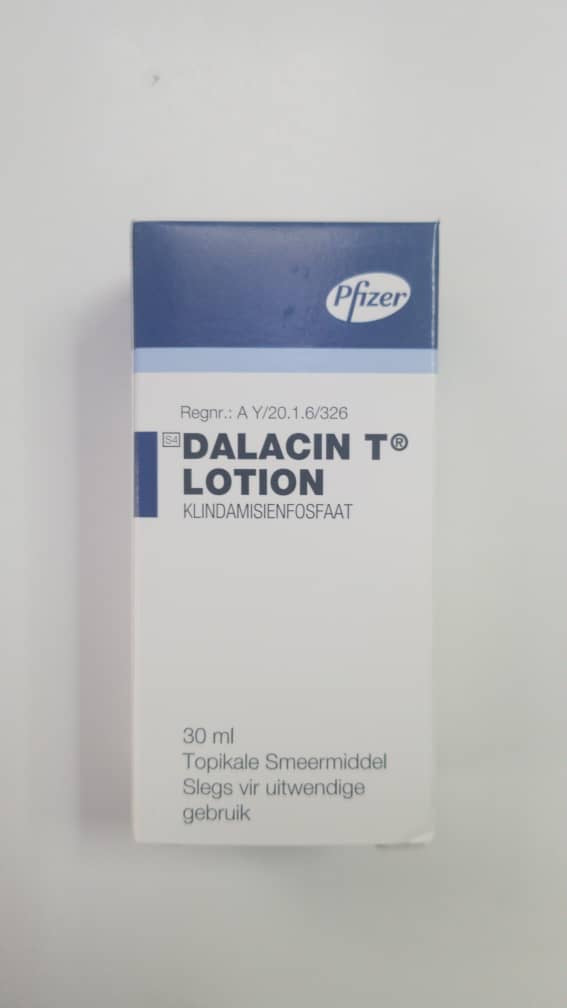 Pfizer
Regnr.: A Y/20.1.6/326
S4 DALACIN T®
LOTION
KLINDAMISIENFOSFAAT
30 ml
Topikale Smeermiddel
Slegs vir uitwendige
gebruik